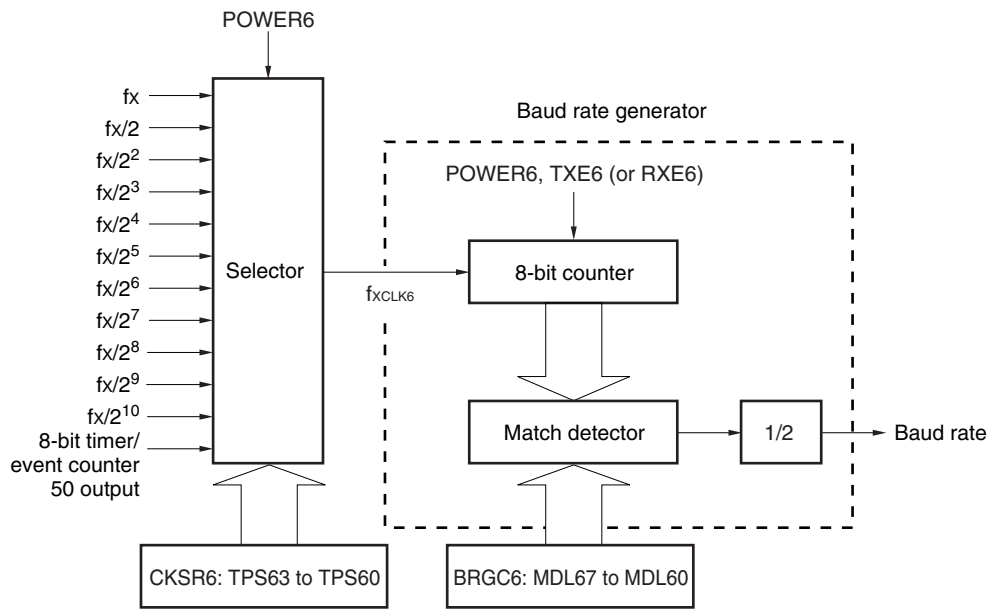 POWER6
fx
fx/2
fx/2²
fx/2³
fx/2⁴
fx/2⁵
fx/2⁶
fx/2⁷
fx/2⁸
fx/2⁹
fx/2¹⁰
8-bit timer/
event counter
50 output
Selector
fXCLK6
Baud rate generator
POWER6, TXE6 (or RXE6)
8-bit counter
Match detector
1/2
Baud rate
CKSR6: TPS63 to TPS60
BRGC6: MDL67 to MDL60